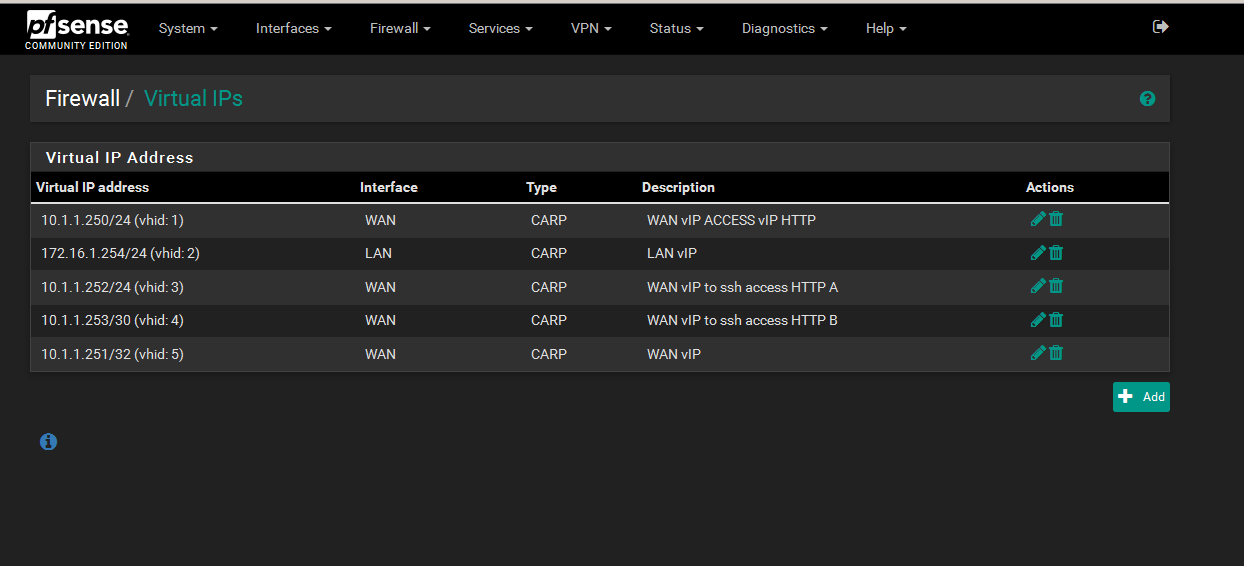 pfsense
COMMUNITY EDITION
System Interfaces Firewall Services VPN Status Diagnostics Help
Firewall / Virtual IPs
Virtual IP Address
Virtual IP address Interface Type Description Actions
10.1.1.250/24 (vhid: 1) WAN CARP WAN vIP ACCESS vIP HTTP
172.16.1.254/24 (vhid: 2) LAN CARP LAN vIP
10.1.1.252/24 (vhid: 3) WAN CARP WAN vIP to ssh access HTTP A
10.1.1.253/30 (vhid: 4) WAN CARP WAN vIP to ssh access HTTP B
10.1.1.251/32 (vhid: 5) WAN CARP WAN vIP
Add